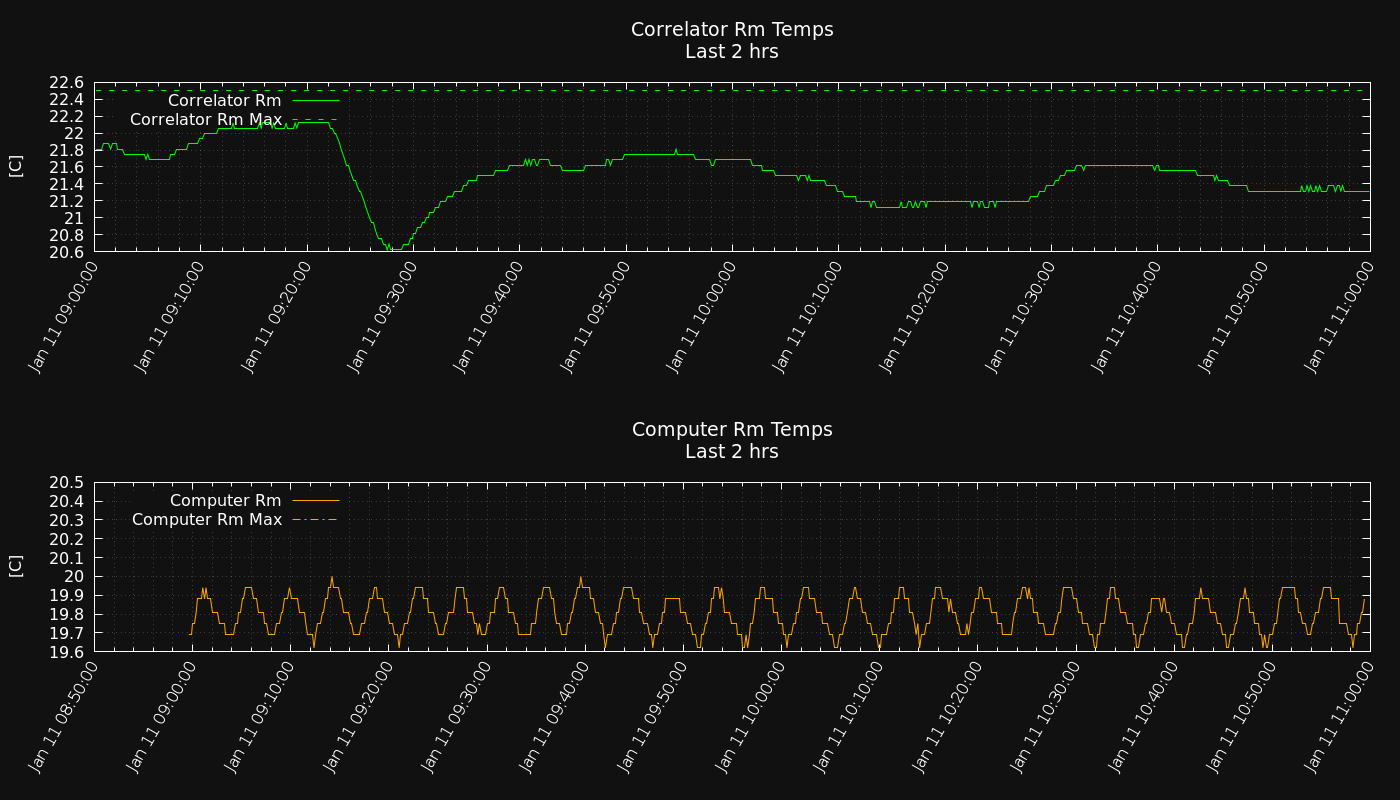 Correlator Rm Temps
Last 2 hrs
22.6
22.4
22.2
22
21.8
21.6
21.4
21.2
21
20.8
20.6
[C]
Correlator Rm
Correlator Rm Max
Jan 11 09:00:00
Jan 11 09:10:00
Jan 11 09:20:00
Jan 11 09:30:00
Jan 11 09:40:00
Jan 11 09:50:00
Jan 11 10:00:00
Jan 11 10:10:00
Jan 11 10:20:00
Jan 11 10:30:00
Jan 11 10:40:00
Jan 11 10:50:00
Jan 11 11:00:00
Computer Rm Temps
Last 2 hrs
20.5
20.4
20.3
20.2
20.1
20
19.9
19.8
19.7
19.6
[C]
Computer Rm
Computer Rm Max
Jan 11 08:50:00
Jan 11 09:00:00
Jan 11 09:10:00
Jan 11 09:20:00
Jan 11 09:30:00
Jan 11 09:40:00
Jan 11 09:50:00
Jan 11 10:00:00
Jan 11 10:10:00
Jan 11 10:20:00
Jan 11 10:30:00
Jan 11 10:40:00
Jan 11 10:50:00
Jan 11 11:00:00